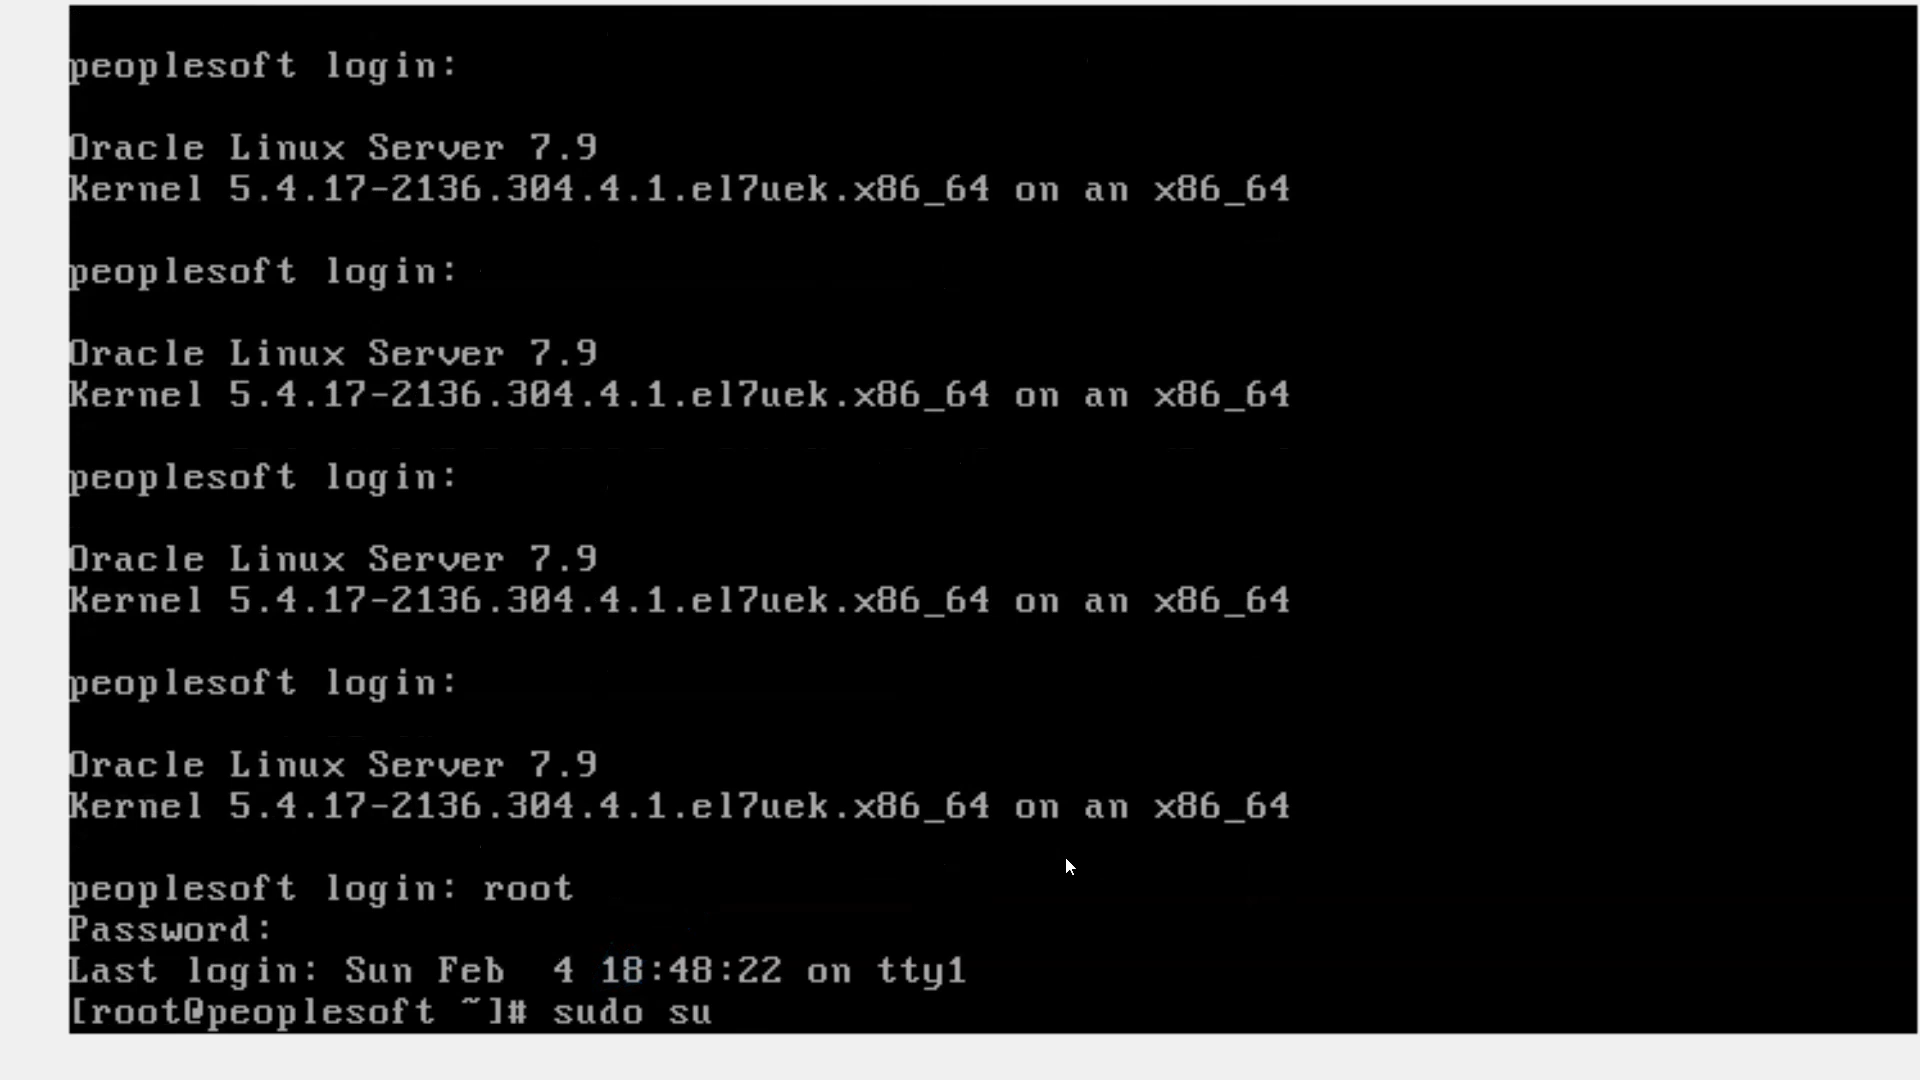 peoplesoft login:
Oracle Linux Server 7.9
Kernel 5.4.17-2136.304.4.1.el7uek.x86_64 on an x86_64
peoplesoft login:
Oracle Linux Server 7.9
Kernel 5.4.17-2136.304.4.1.el7uek.x86_64 on an x86_64
peoplesoft login:
Oracle Linux Server 7.9
Kernel 5.4.17-2136.304.4.1.el7uek.x86_64 on an x86_64
peoplesoft login:
Oracle Linux Server 7.9
Kernel 5.4.17-2136.304.4.1.el7uek.x86_64 on an x86_64
peoplesoft login: root
Password:
Last login: Sun Feb  4 18:48:22 on tty1
[root@peoplesoft ~]# sudo su